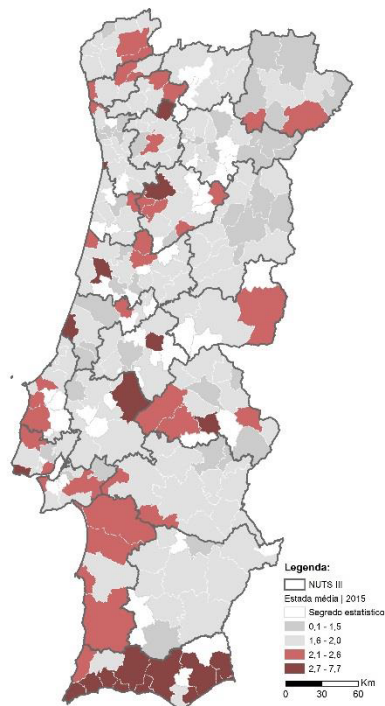 Legenda:
NUTS III
Estada média | 2015
Segredo estatístico
0,1 - 1,5
1,6 - 2,0
2,1 - 2,6
2,7 - 7,7
Km
0 30 60